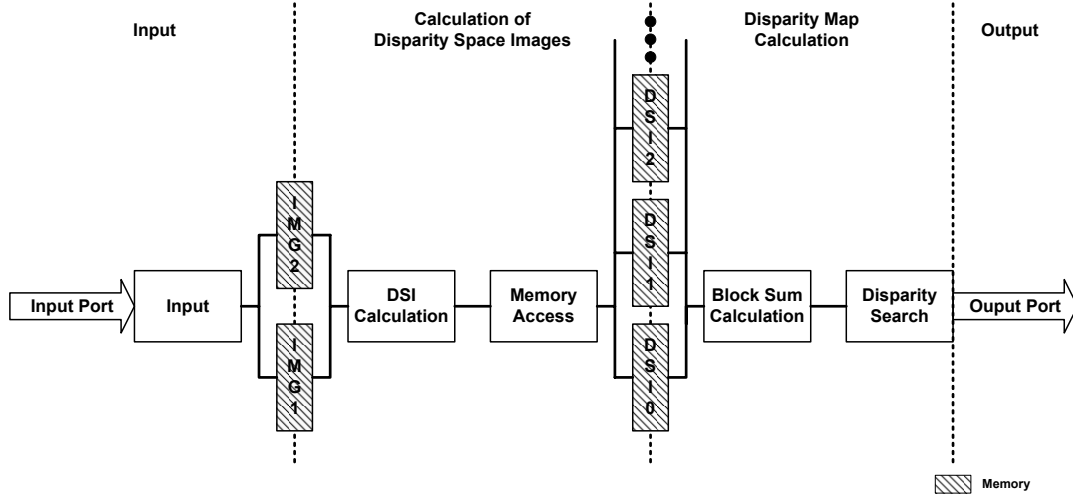 Input
Calculation of
Disparity Space Images
Disparity Map
Calculation
Output
DSI2
IMG2
DSI1
Input Port
Input
DSI
Calculation
Memory
Access
Block Sum
Calculation
Disparity
Search
Ouput Port
IMG1
DSI0
Memory